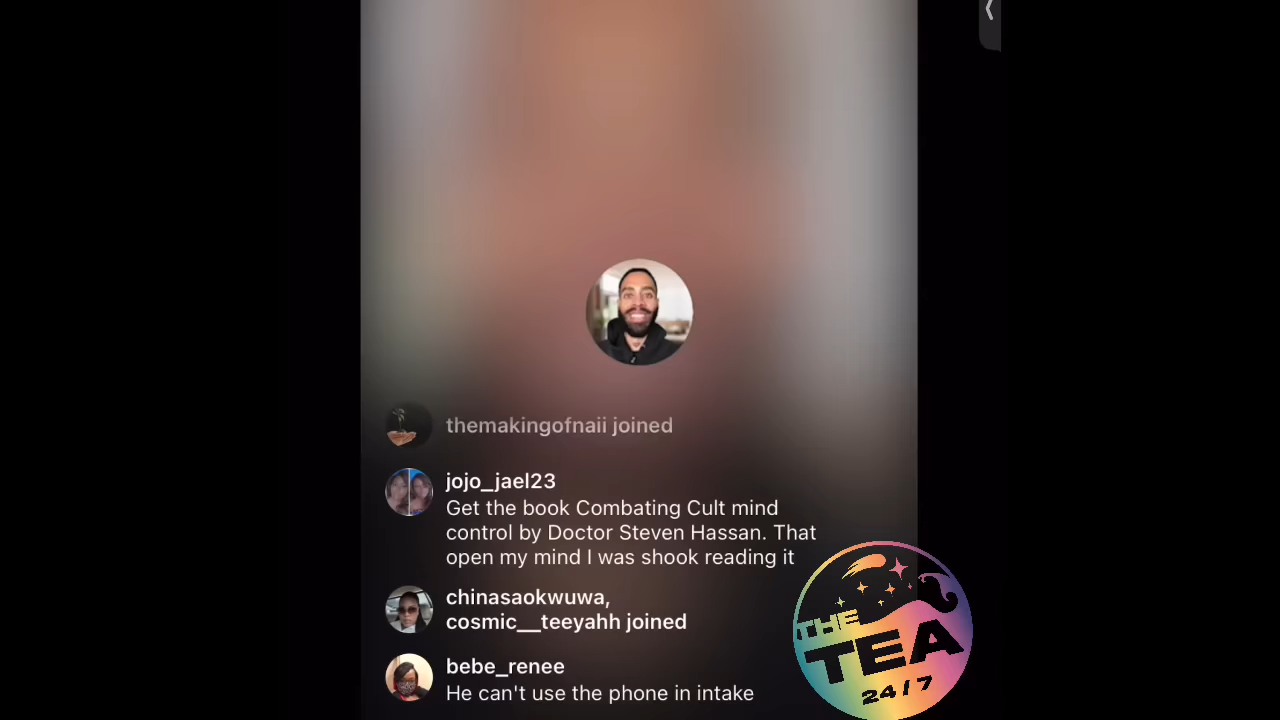 themakingofnaii joined
jojo_jael23
Get the book Combating Cult mind
control by Doctor Steven Hassan. That
open my mind I was shook reading it
chinasaokwuwa,
cosmic__teeyahh joined
bebe_renee
He can't use the phone in intake
THE
TEA
24/7